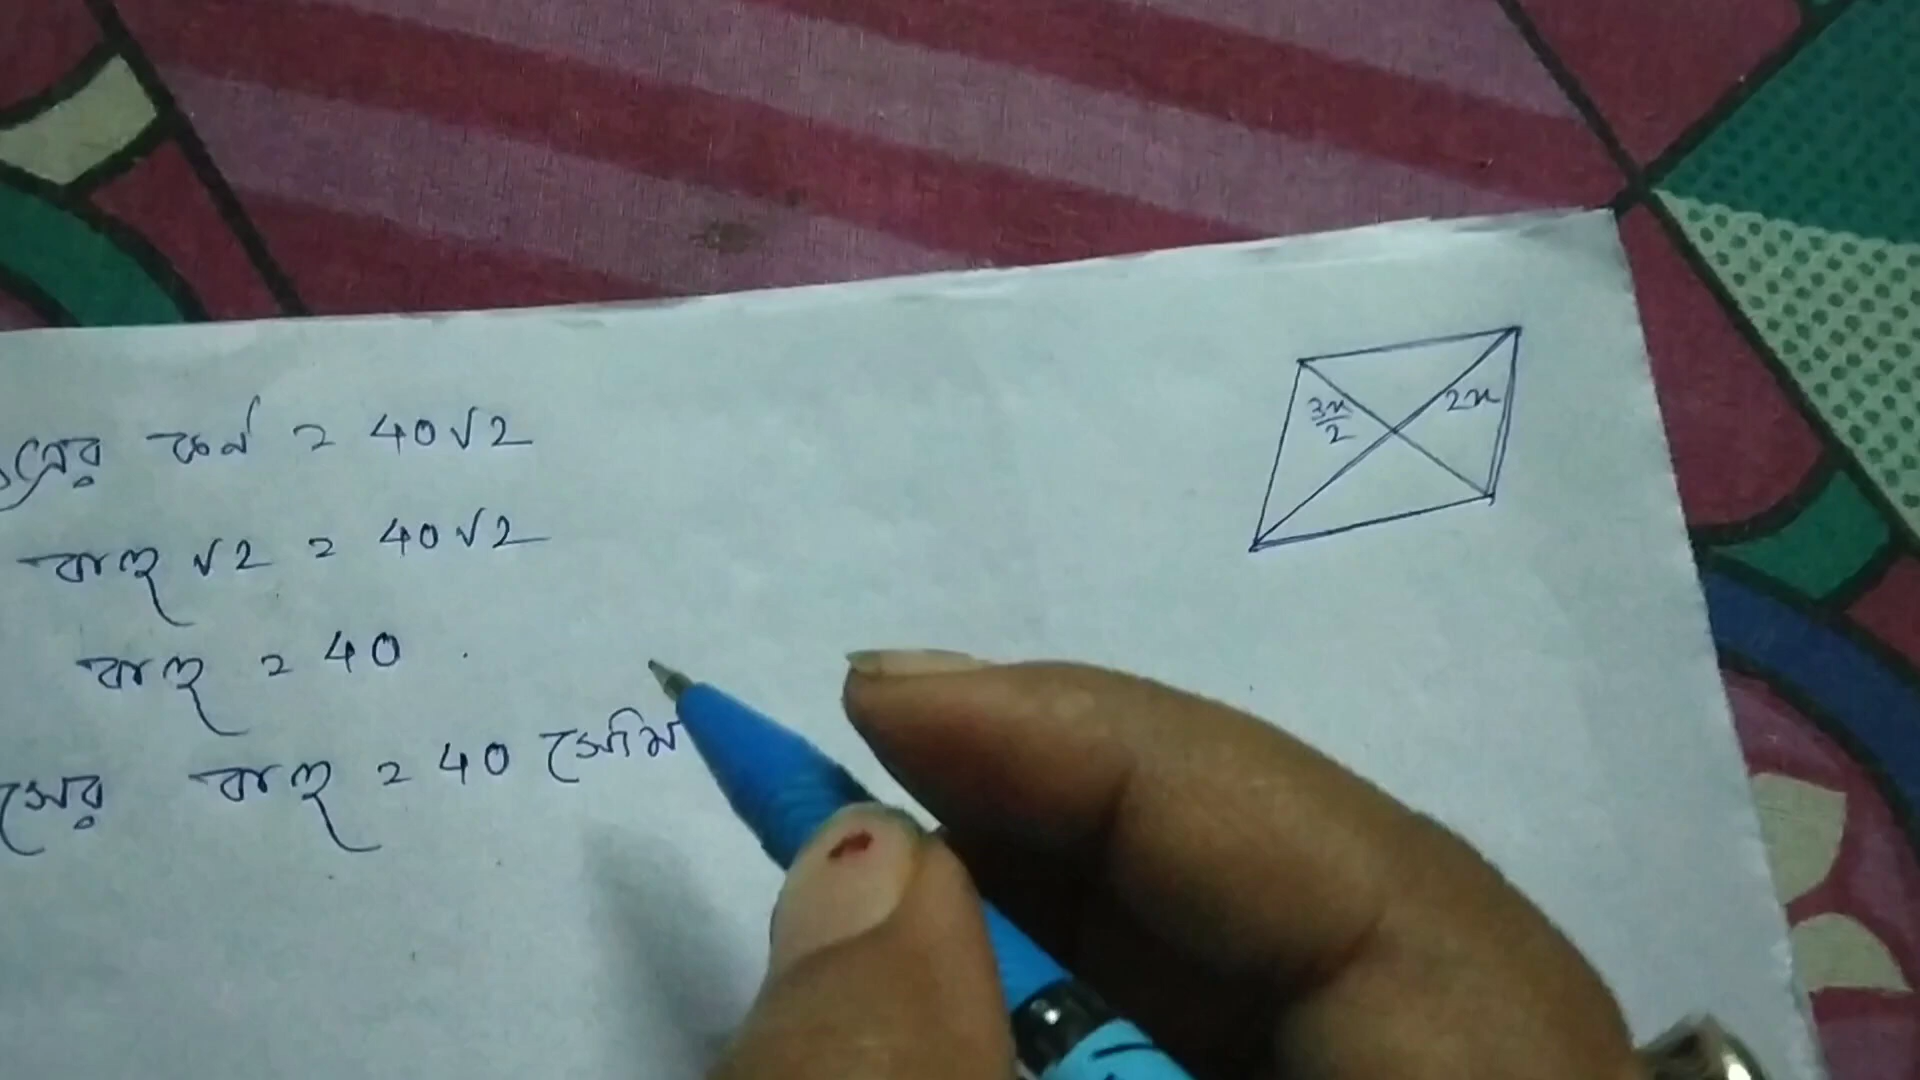 কর্ন = 40√2
বাহু √2 = 40√2
বাহু = 40
সের বাহু = 40 সেমি
3x/2
2x